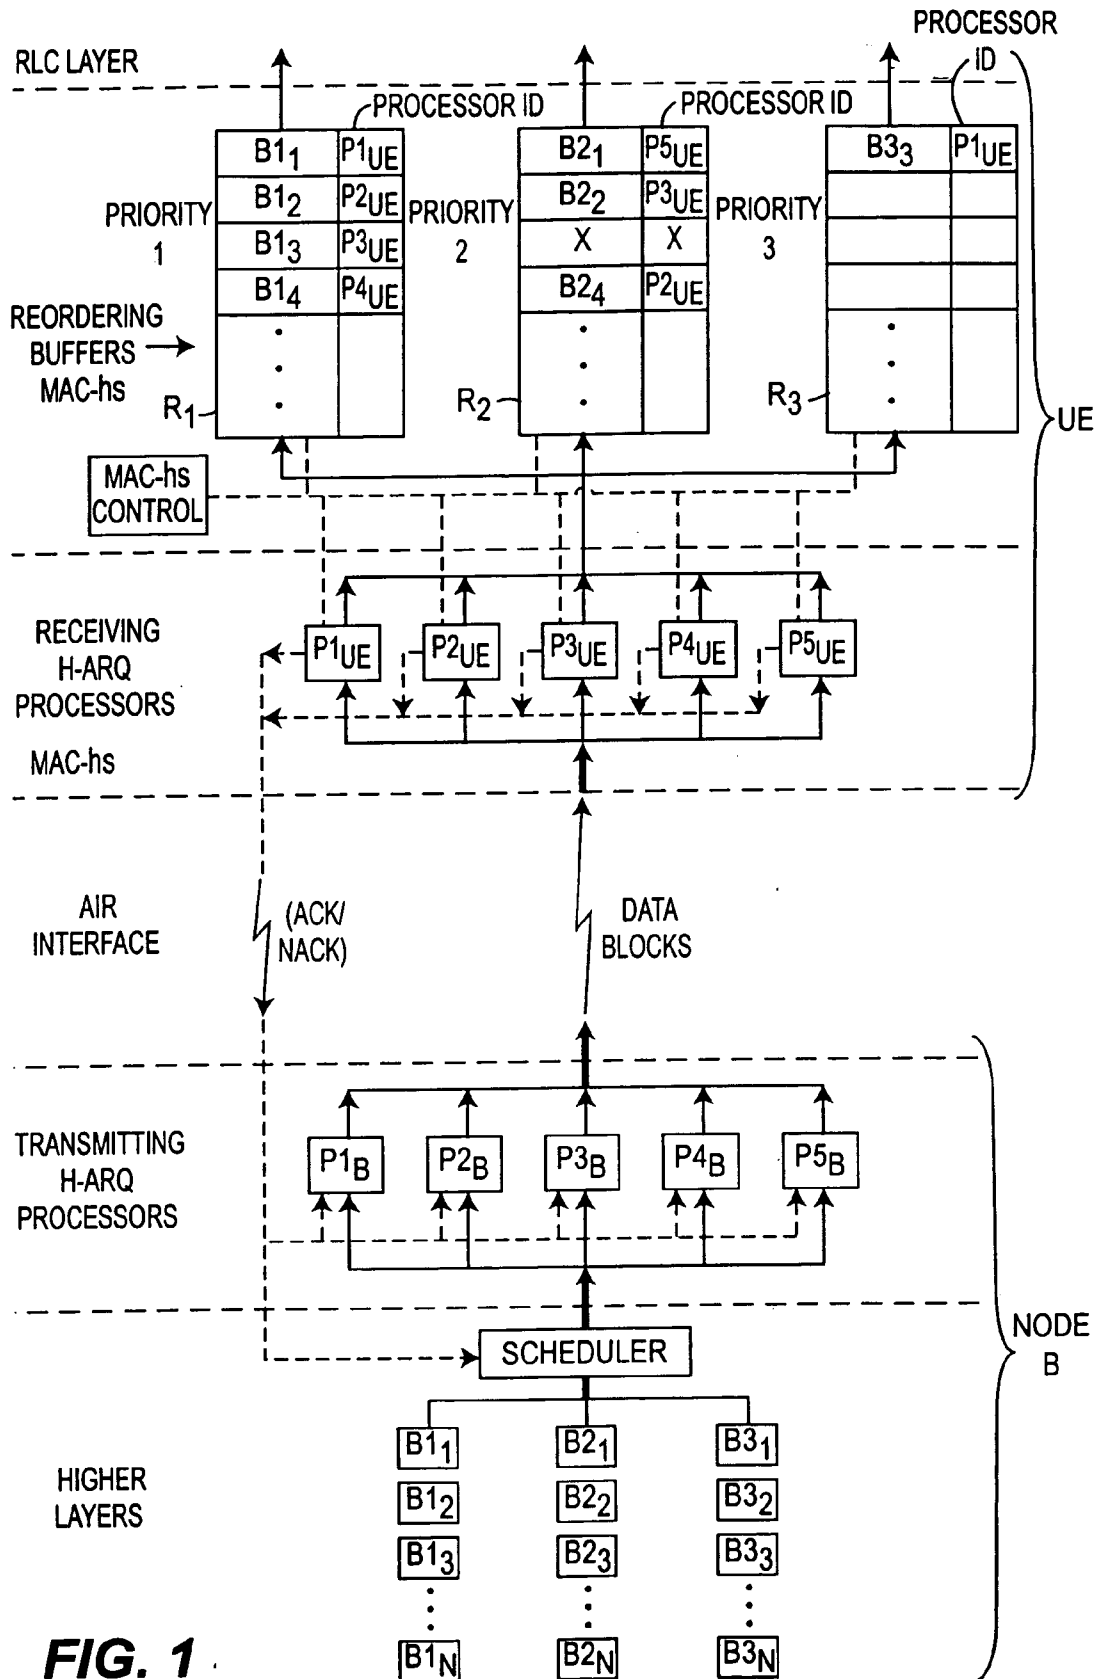 PROCESSOR
ID
RLC LAYER
PROCESSOR ID
PROCESSOR ID
B1₁ P1UE B2₁ P5UE B3₃ P1UE
B1₂ P2UE B2₂ P3UE
PRIORITY
1
PRIORITY
2
PRIORITY
3
B1₃ P3UE X X
B1₄ P4UE B2₄ P2UE
REORDERING
BUFFERS
MAC-hs
R₁ R₂ R₃
UE
MAC-hs
CONTROL
RECEIVING
H-ARQ
PROCESSORS
P1UE P2UE P3UE P4UE P5UE
MAC-hs
AIR
INTERFACE
(ACK/
NACK)
DATA
BLOCKS
TRANSMITTING
H-ARQ
PROCESSORS
P1B P2B P3B P4B P5B
NODE
B
SCHEDULER
HIGHER
LAYERS
B1₁ B2₁ B3₁
B1₂ B2₂ B3₂
B1₃ B2₃ B3₃
B1N B2N B3N
FIG. 1